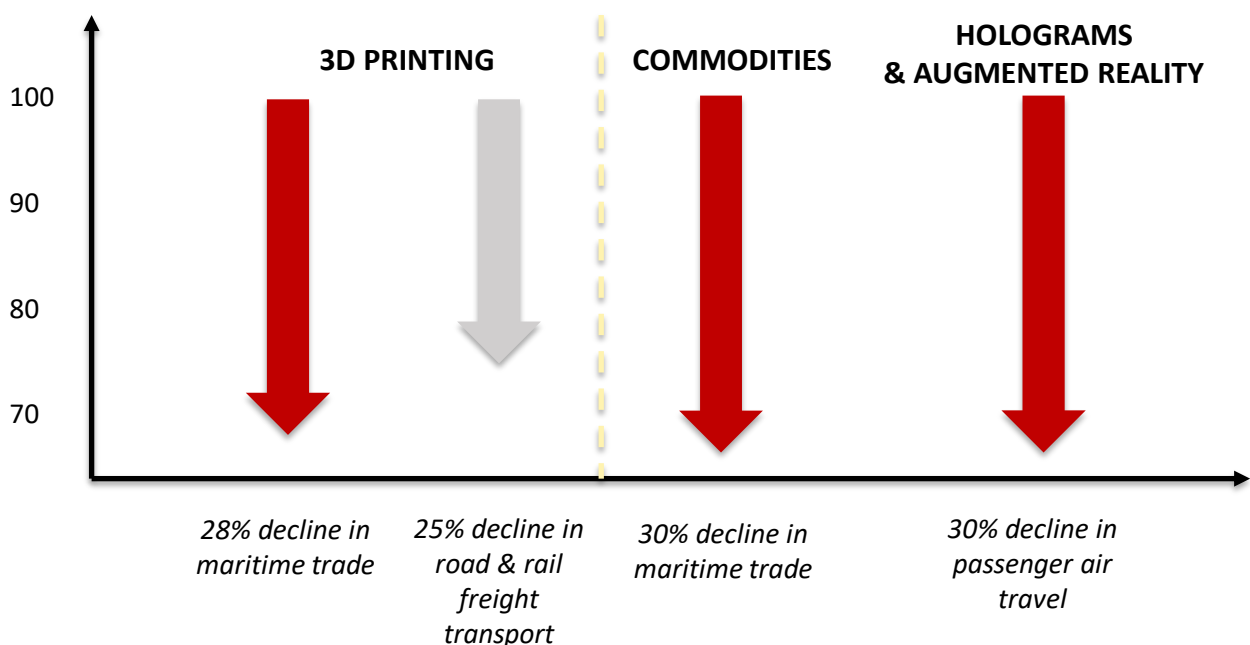 3D PRINTING
COMMODITIES
HOLOGRAMS
& AUGMENTED REALITY
100
90
80
70
28% decline in
maritime trade
25% decline in
road & rail
freight
transport
30% decline in
maritime trade
30% decline in
passenger air
travel